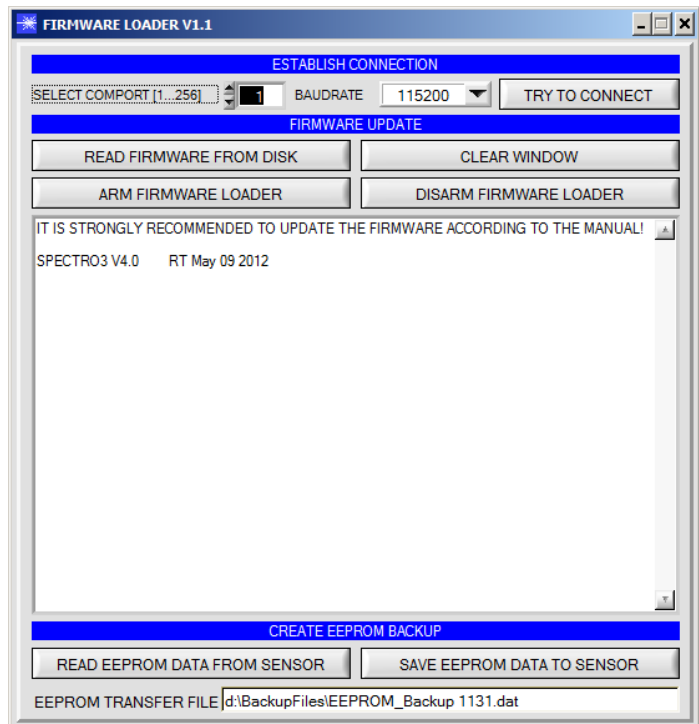 FIRMWARE LOADER V1.1
ESTABLISH CONNECTION
SELECT COMPORT [1...256] 1 BAUDRATE 115200 TRY TO CONNECT
FIRMWARE UPDATE
READ FIRMWARE FROM DISK CLEAR WINDOW
ARM FIRMWARE LOADER DISARM FIRMWARE LOADER
IT IS STRONGLY RECOMMENDED TO UPDATE THE FIRMWARE ACCORDING TO THE MANUAL!
SPECTRO3 V4.0 RT May 09 2012
CREATE EEPROM BACKUP
READ EEPROM DATA FROM SENSOR SAVE EEPROM DATA TO SENSOR
EEPROM TRANSFER FILE d:\BackupFiles\EEPROM_Backup 1131.dat